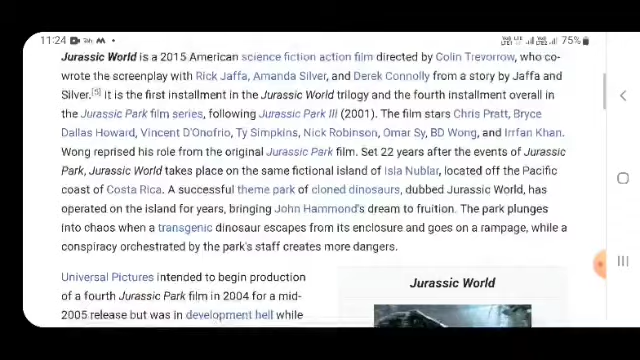 11:24
75%
Jurassic World is a 2015 American science fiction action film directed by Colin Trevorrow, who co-
wrote the screenplay with Rick Jaffa, Amanda Silver, and Derek Connolly from a story by Jaffa and
Silver.[5] It is the first installment in the Jurassic World trilogy and the fourth installment overall in
the Jurassic Park film series, following Jurassic Park III (2001). The film stars Chris Pratt, Bryce
Dallas Howard, Vincent D'Onofrio, Ty Simpkins, Nick Robinson, Omar Sy, BD Wong, and Irrfan Khan.
Wong reprised his role from the original Jurassic Park film. Set 22 years after the events of Jurassic
Park, Jurassic World takes place on the same fictional island of Isla Nublar, located off the Pacific
coast of Costa Rica. A successful theme park of cloned dinosaurs, dubbed Jurassic World, has
operated on the island for years, bringing John Hammond's dream to fruition. The park plunges
into chaos when a transgenic dinosaur escapes from its enclosure and goes on a rampage, while a
conspiracy orchestrated by the park's staff creates more dangers.
Universal Pictures intended to begin production
of a fourth Jurassic Park film in 2004 for a mid-
2005 release but was in development hell while
Jurassic World